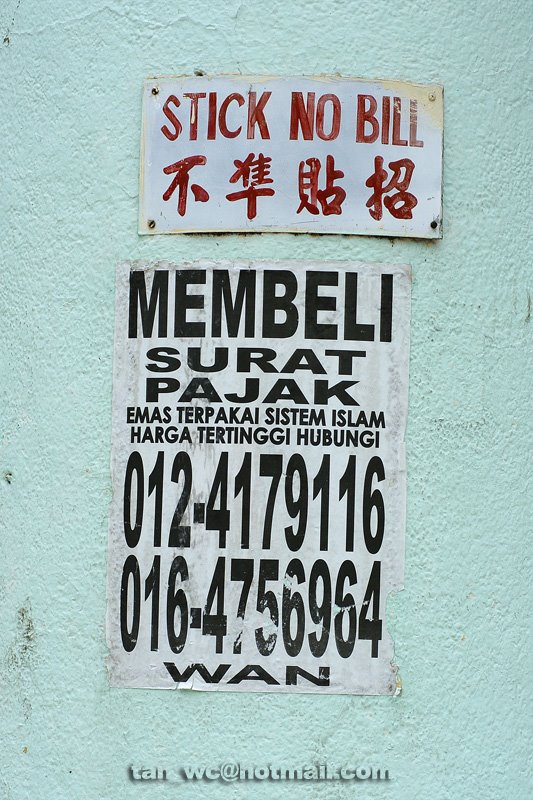 STICK NO BILL
不準貼招
MEMBELI
SURAT
PAJAK
EMAS TERPAKAI SISTEM ISLAM
HARGA TERTINGGI HUBUNGI
012-4179116
016-4756964
WAN
tan_wc@hotmail.com